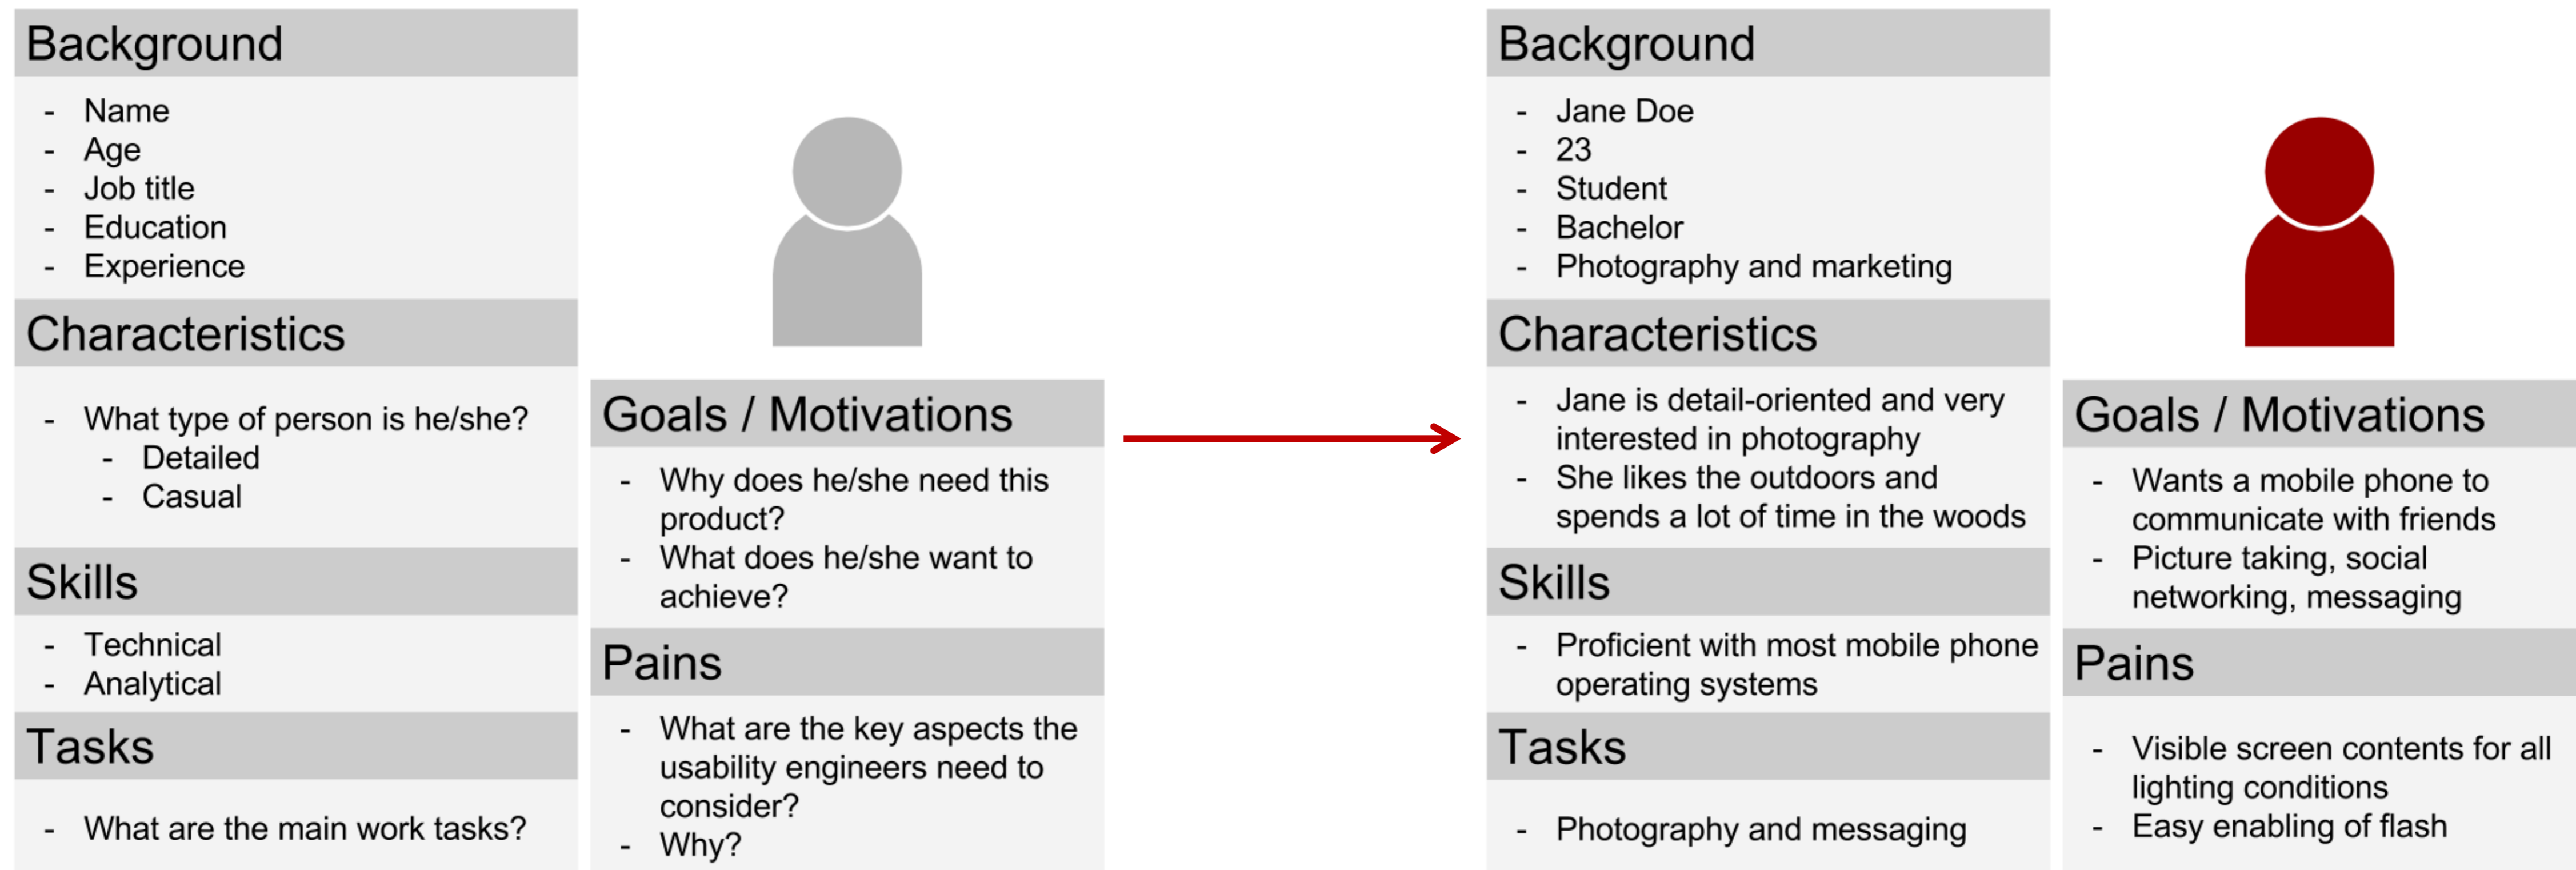 Background
- Name
- Age
- Job title
- Education
- Experience
Characteristics
- What type of person is he/she?
- Detailed
- Casual
Skills
- Technical
- Analytical
Tasks
- What are the main work tasks?
Goals / Motivations
- Why does he/she need this
product?
- What does he/she want to
achieve?
Pains
- What are the key aspects the
usability engineers need to
consider?
- Why?
Background
- Jane Doe
- 23
- Student
- Bachelor
- Photography and marketing
Characteristics
- Jane is detail-oriented and very
interested in photography
- She likes the outdoors and
spends a lot of time in the woods
Skills
- Proficient with most mobile phone
operating systems
Tasks
- Photography and messaging
Goals / Motivations
- Wants a mobile phone to
communicate with friends
- Picture taking, social
networking, messaging
Pains
- Visible screen contents for all
lighting conditions
- Easy enabling of flash